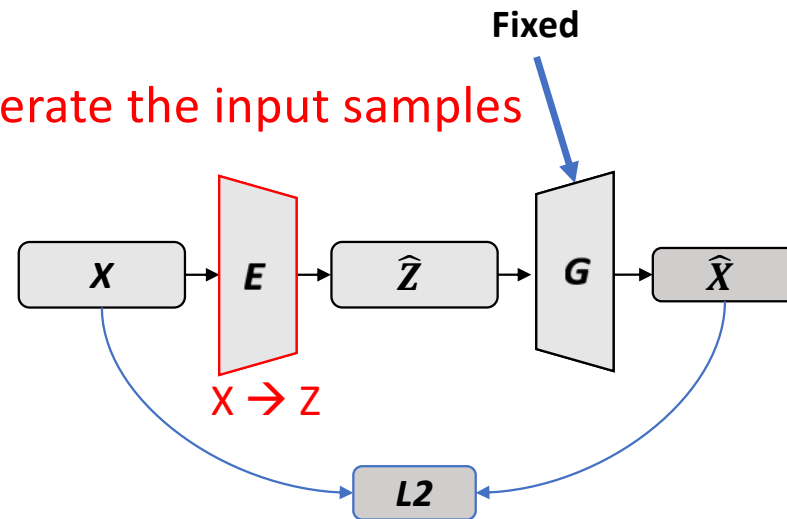 Fixed
erate the input samples
X
E
Ẑ
G
X̂
X → Z
L2